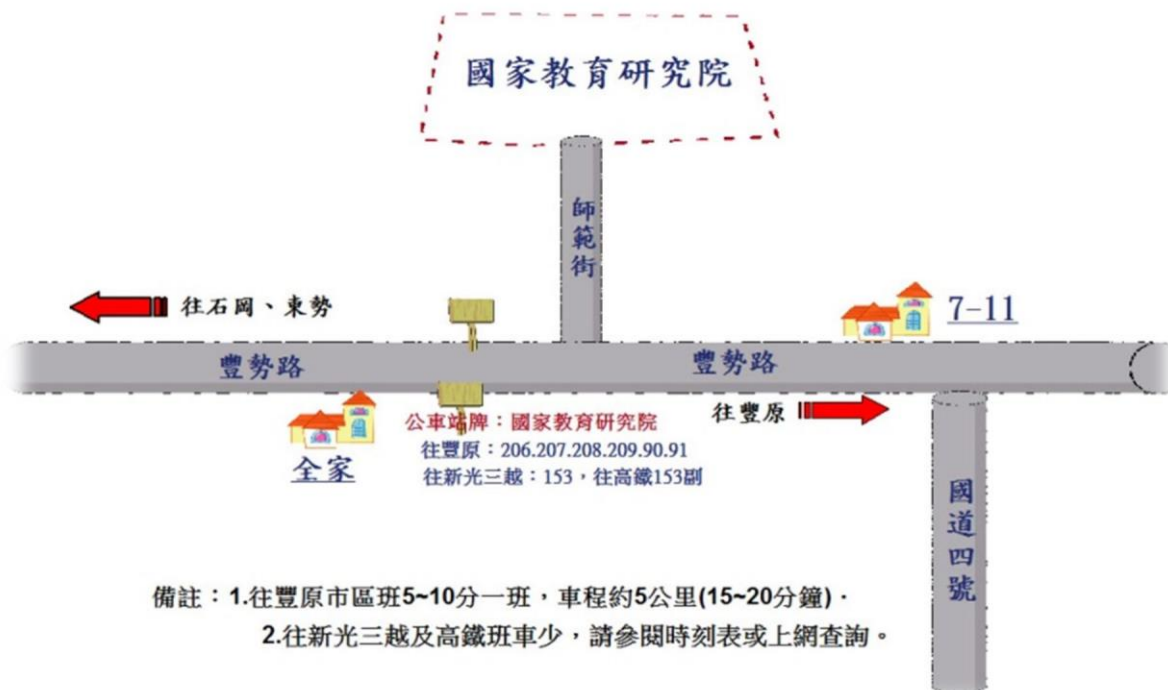 國家教育研究院
師範街
往石岡、東勢
7-11
豐勢路
豐勢路
往豐原
公車站牌：國家教育研究院
往豐原：206.207.208.209.90.91
往新光三越：153，往高鐵153副
全家
國道四號
備註：1.往豐原市區班5~10分一班，車程約5公里(15~20分鐘)．
2.往新光三越及高鐵班車少，請參閱時刻表或上網查詢。